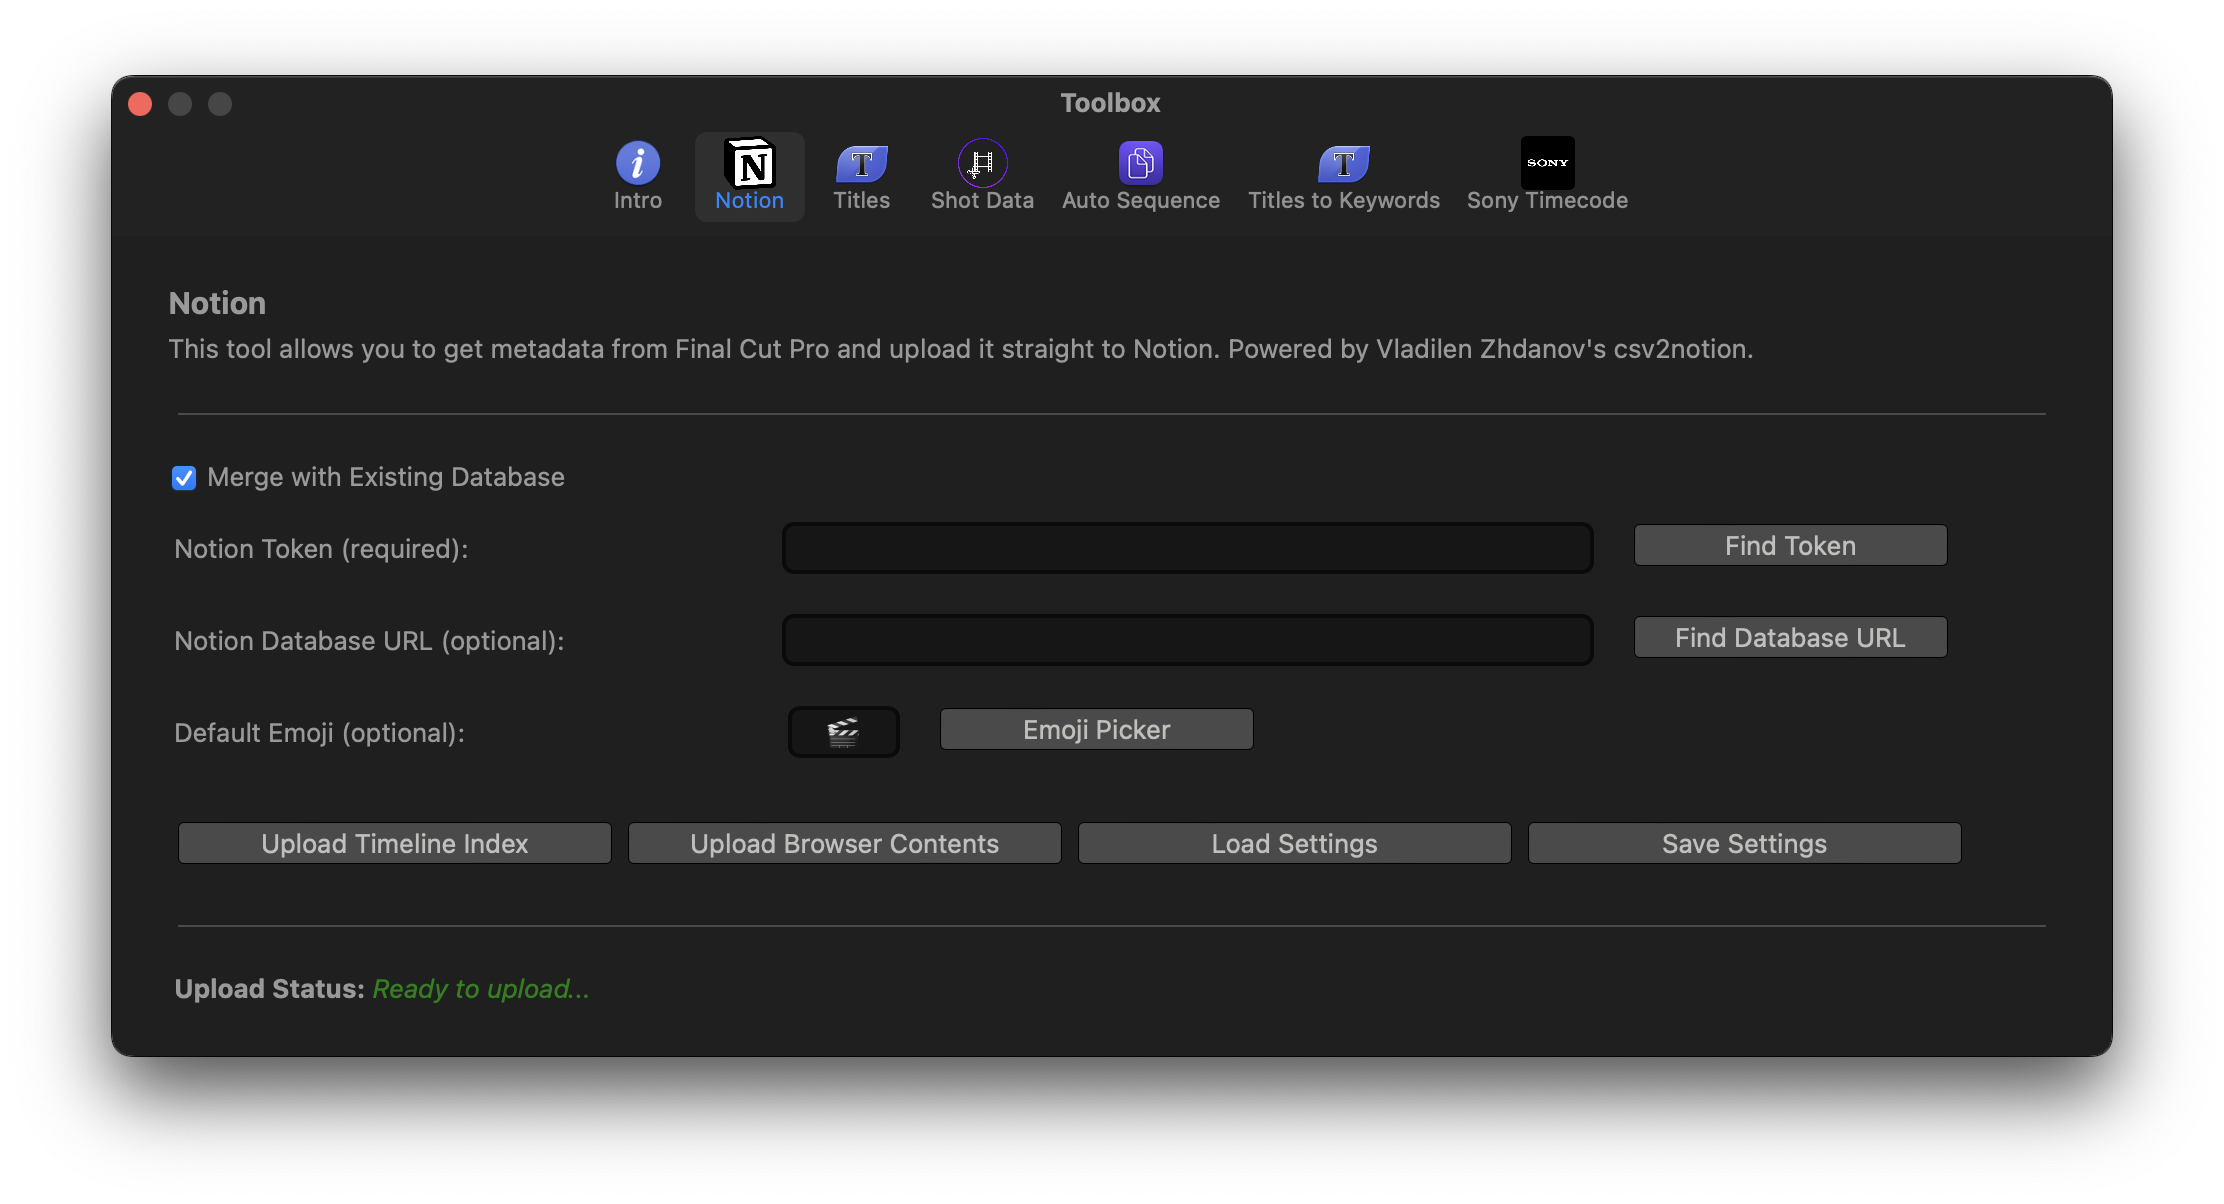 Toolbox
Intro
N
Notion
T
Titles
Shot Data
Auto Sequence
T
Titles to Keywords
SONY
Sony Timecode
Notion
This tool allows you to get metadata from Final Cut Pro and upload it straight to Notion. Powered by Vladilen Zhdanov's csv2notion.
Merge with Existing Database
Notion Token (required):
Find Token
Notion Database URL (optional):
Find Database URL
Default Emoji (optional):
Emoji Picker
Upload Timeline Index
Upload Browser Contents
Load Settings
Save Settings
Upload Status: Ready to upload...